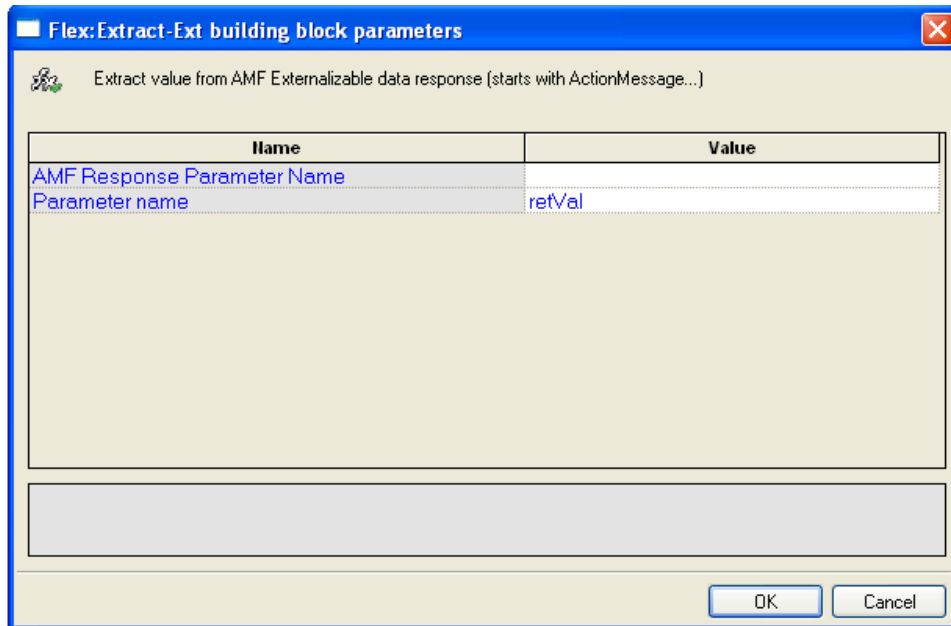 Flex:Extract-Ext building block parameters
Extract value from AMF Externalizable data response (starts with ActionMessage...)
Name Value
AMF Response Parameter Name
Parameter name retVal
OK Cancel